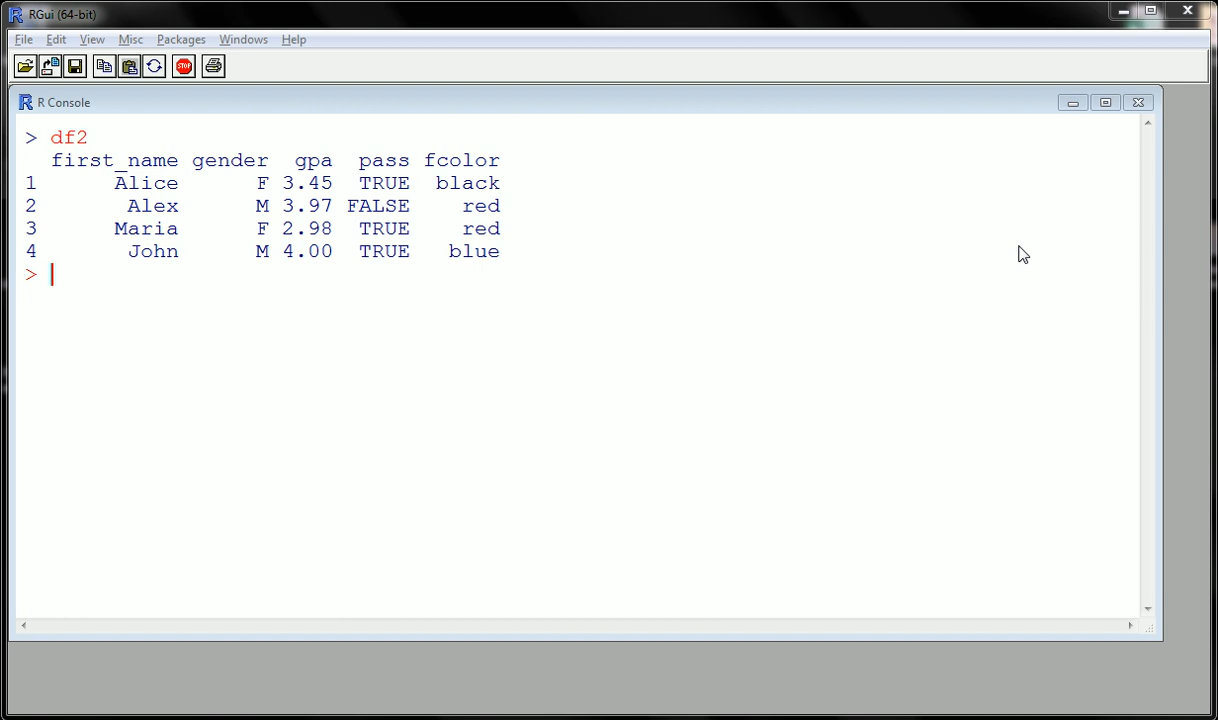 RGui (64-bit)
File Edit View Misc Packages Windows Help
STOP
R Console
> df2
first_name gender gpa pass fcolor
1 Alice F 3.45 TRUE black
2 Alex M 3.97 FALSE red
3 Maria F 2.98 TRUE red
4 John M 4.00 TRUE blue
>